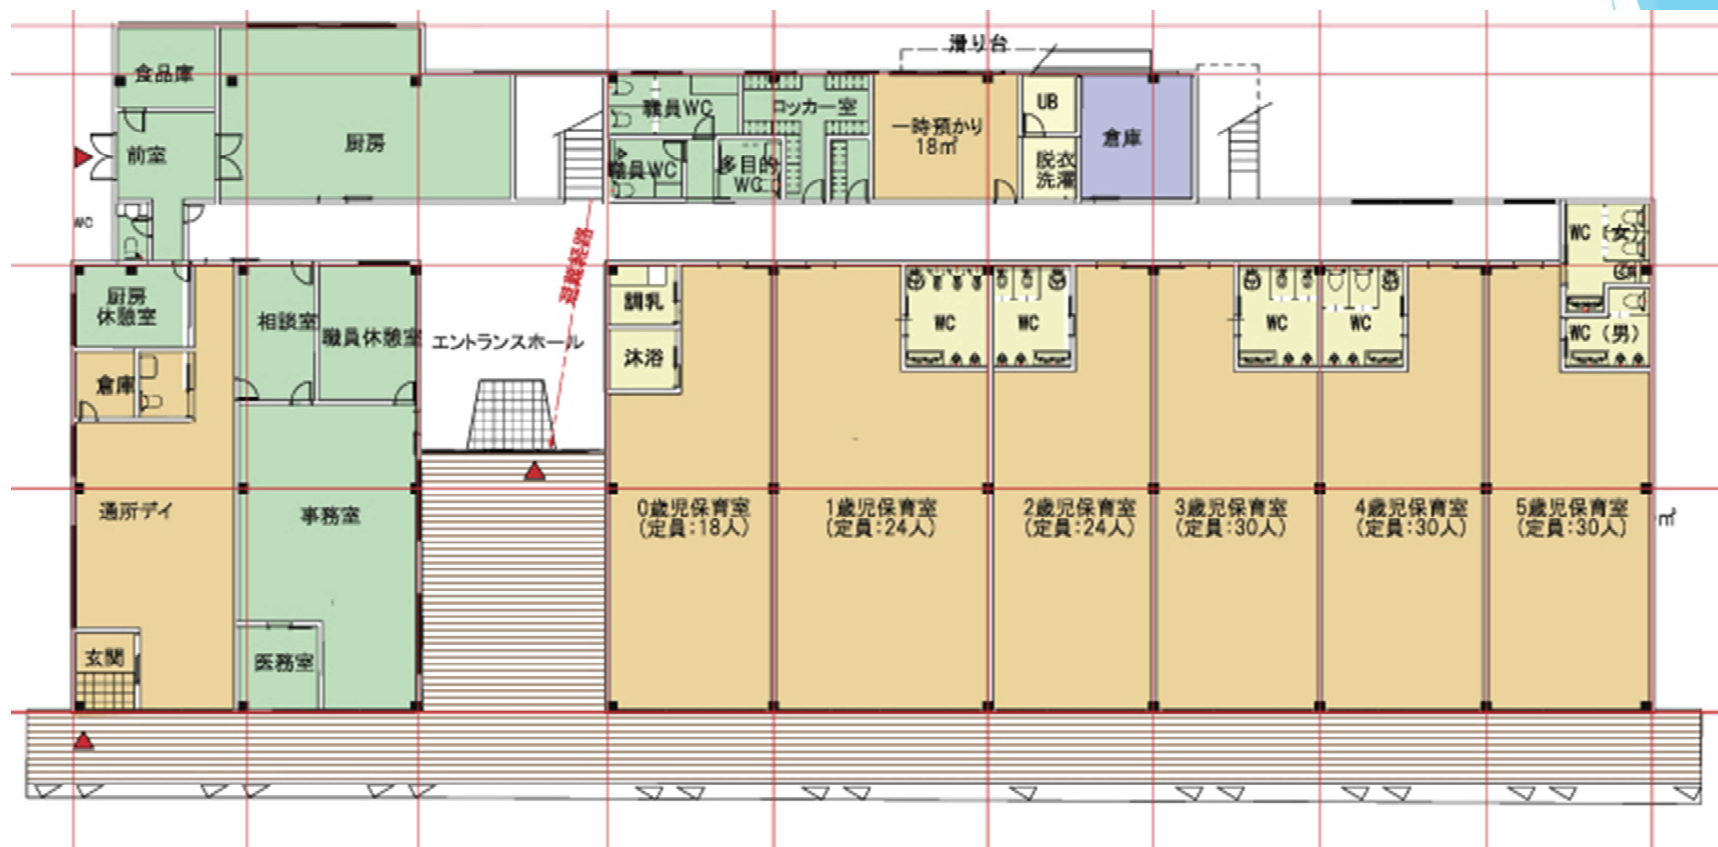 滑り台
食品庫
前室
厨房
職員WC
職員WC
多目的
WC
ロッカー室
一時預かり
18㎡
UB
脱衣
洗濯
倉庫
WC
WC（女）
WC（男）
厨房
休憩室
倉庫
相談室
職員休憩室
エントランスホール
避難経路
調乳
沐浴
WC
WC
WC
WC
通所デイ
事務室
0歳児保育室
（定員：18人）
1歳児保育室
（定員：24人）
2歳児保育室
（定員：24人）
3歳児保育室
（定員：30人）
4歳児保育室
（定員：30人）
5歳児保育室
（定員：30人）
㎡
玄関
医務室